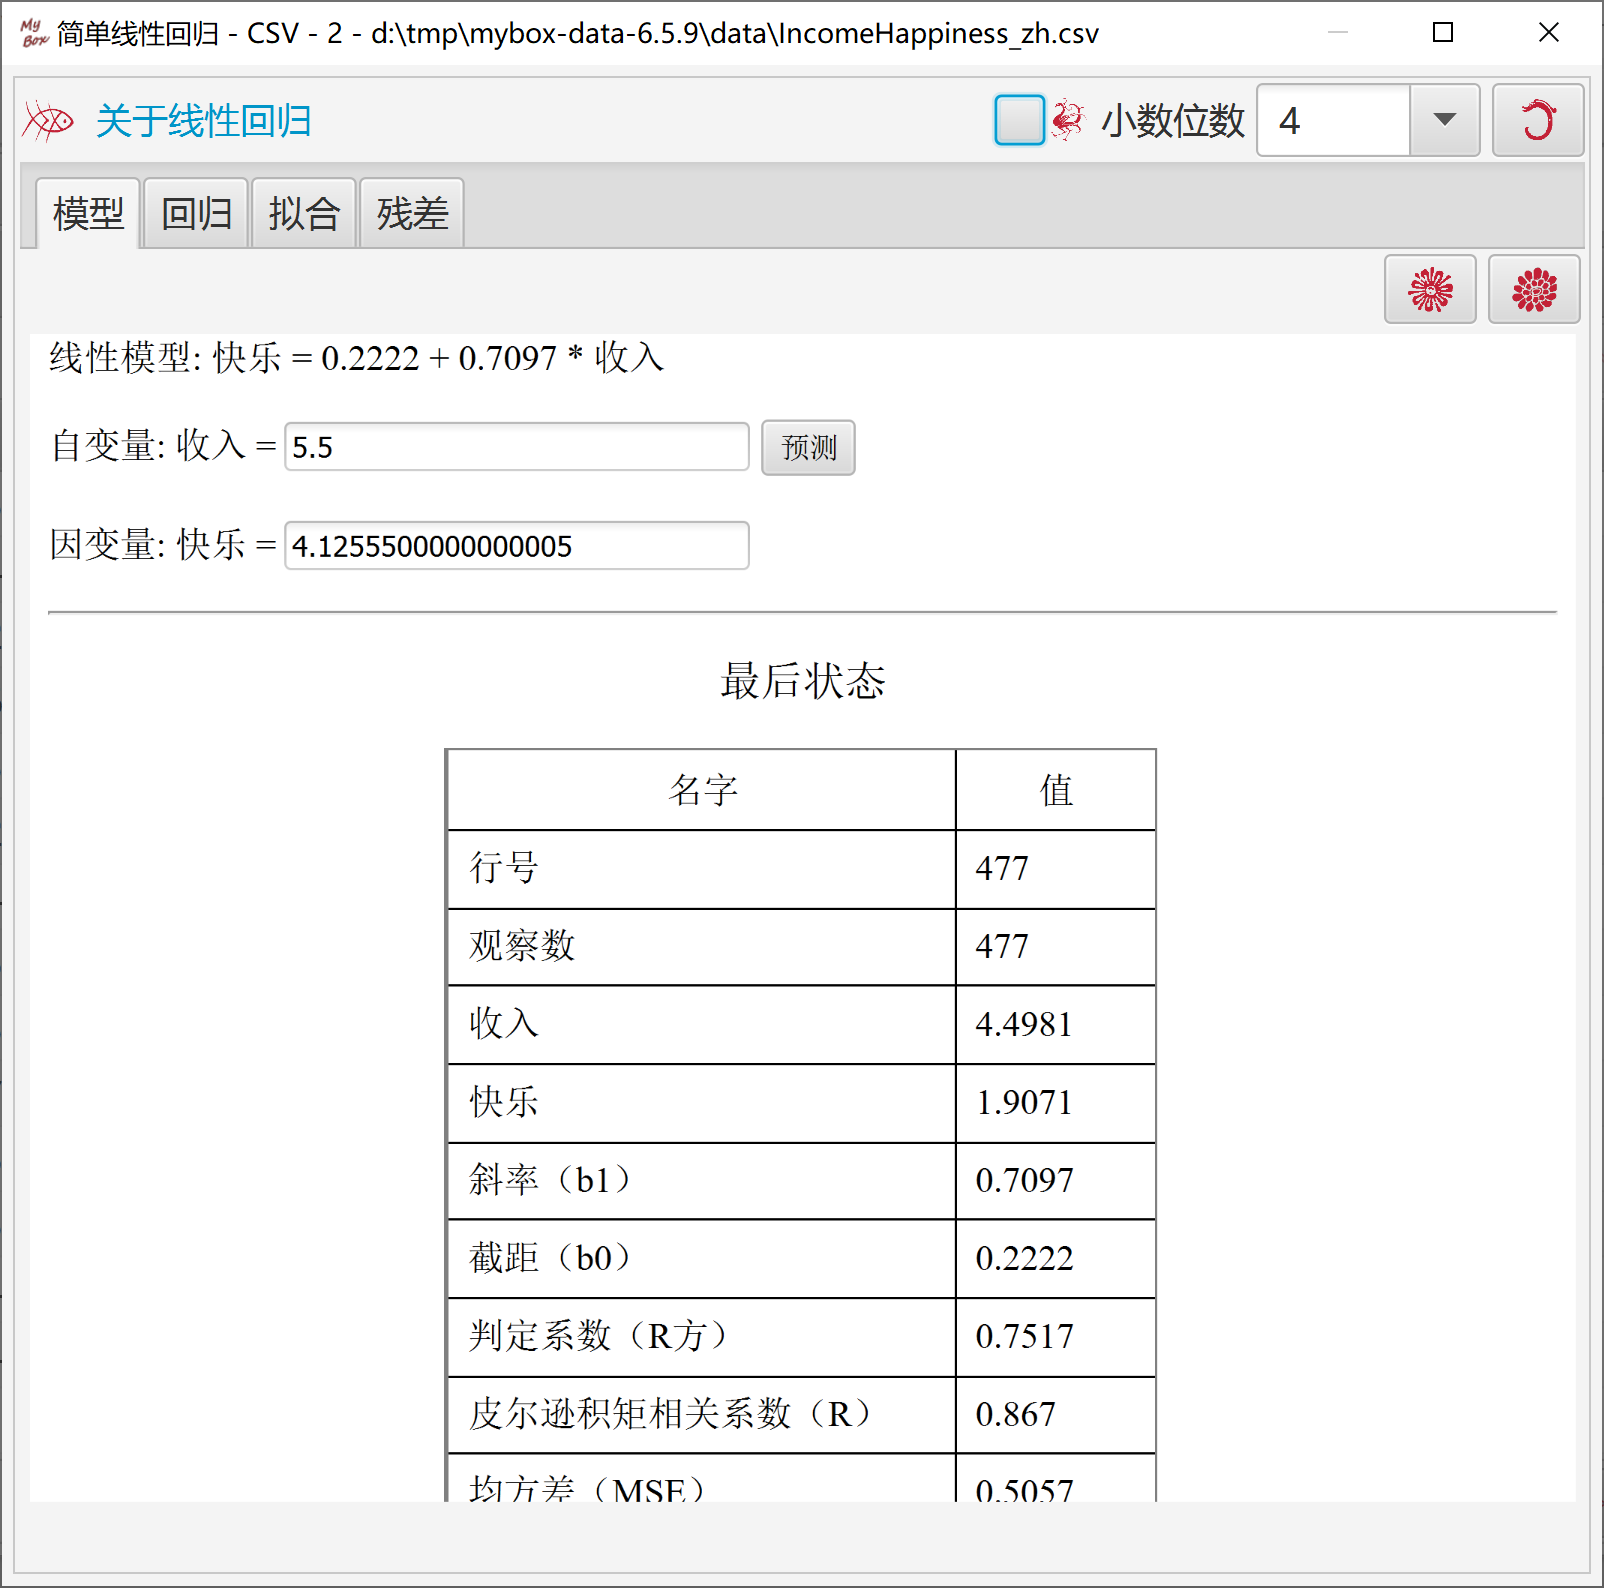 My Box 简单线性回归 - CSV - 2 - d:\tmp\mybox-data-6.5.9\data\IncomeHappiness_zh.csv
关于线性回归 小数位数 4
模型 回归 拟合 残差
线性模型: 快乐 = 0.2222 + 0.7097 * 收入
自变量: 收入 = 5.5 预测
因变量: 快乐 = 4.1255500000000005
最后状态
名字 值
行号 477
观察数 477
收入 4.4981
快乐 1.9071
斜率（b1） 0.7097
截距（b0） 0.2222
判定系数（R方） 0.7517
皮尔逊积矩相关系数（R） 0.867
均方差（MSE） 0.5057